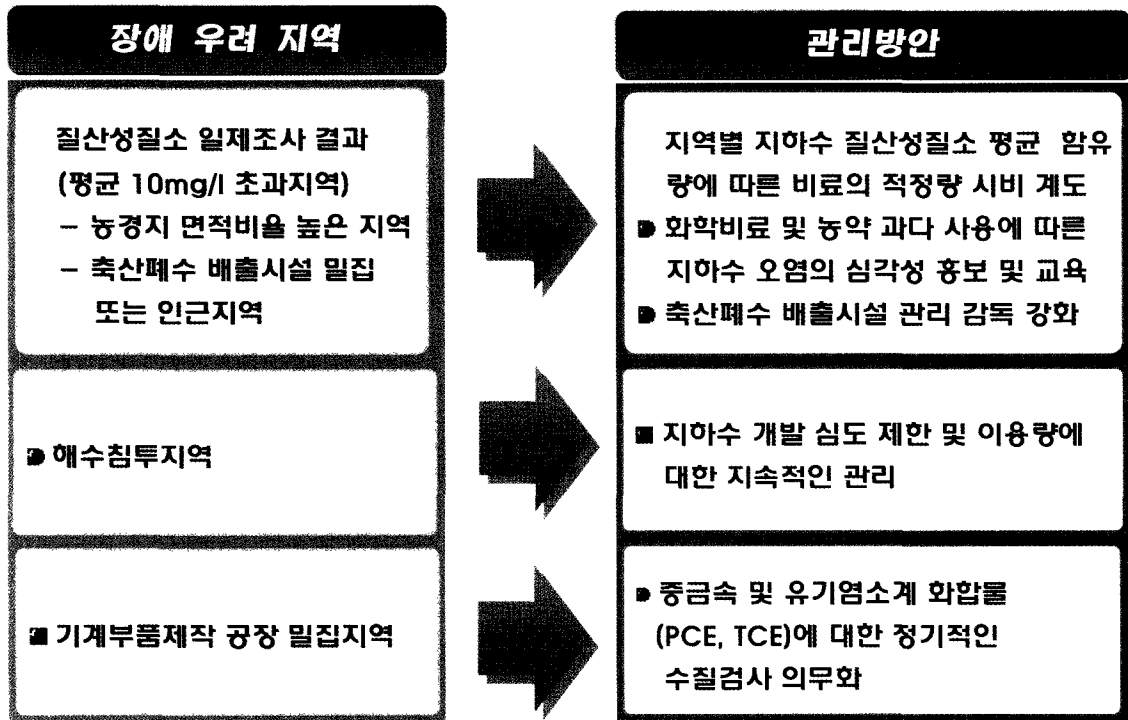 장애 우려 지역
질산성질소 일제조사 결과
(평균 10mg/l 초과지역)
– 농경지 면적비율 높은 지역
– 축산폐수 배출시설 밀집
또는 인근지역
해수침투지역
기계부품제작 공장 밀집지역
관리방안
지역별 지하수 질산성질소 평균 함유
량에 따른 비료의 적정량 시비 계도
화학비료 및 농약 과다 사용에 따른
지하수 오염의 심각성 홍보 및 교육
축산폐수 배출시설 관리 감독 강화
지하수 개발 심도 제한 및 이용량에
대한 지속적인 관리
중금속 및 유기염소계 화합물
(PCE, TCE)에 대한 정기적인
수질검사 의무화